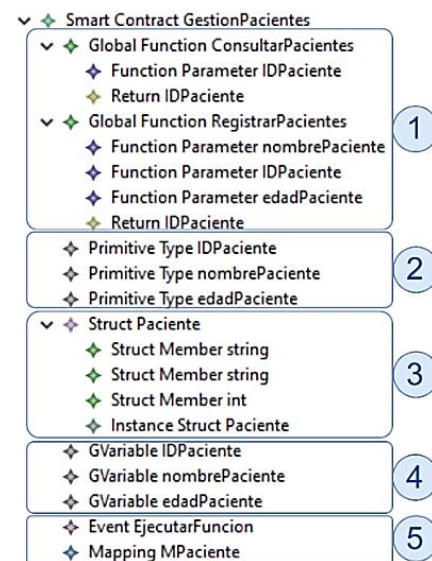 Smart Contract GestionPacientes
Global Function ConsultarPacientes
Function Parameter IDPaciente
Return IDPaciente
Global Function RegistrarPacientes
Function Parameter nombrePaciente
Function Parameter IDPaciente
Function Parameter edadPaciente
Return IDPaciente
1
Primitive Type IDPaciente
Primitive Type nombrePaciente
Primitive Type edadPaciente
2
Struct Paciente
Struct Member string
Struct Member string
Struct Member int
Instance Struct Paciente
3
GVariable IDPaciente
GVariable nombrePaciente
GVariable edadPaciente
4
Event EjecutarFuncion
Mapping MPaciente
5